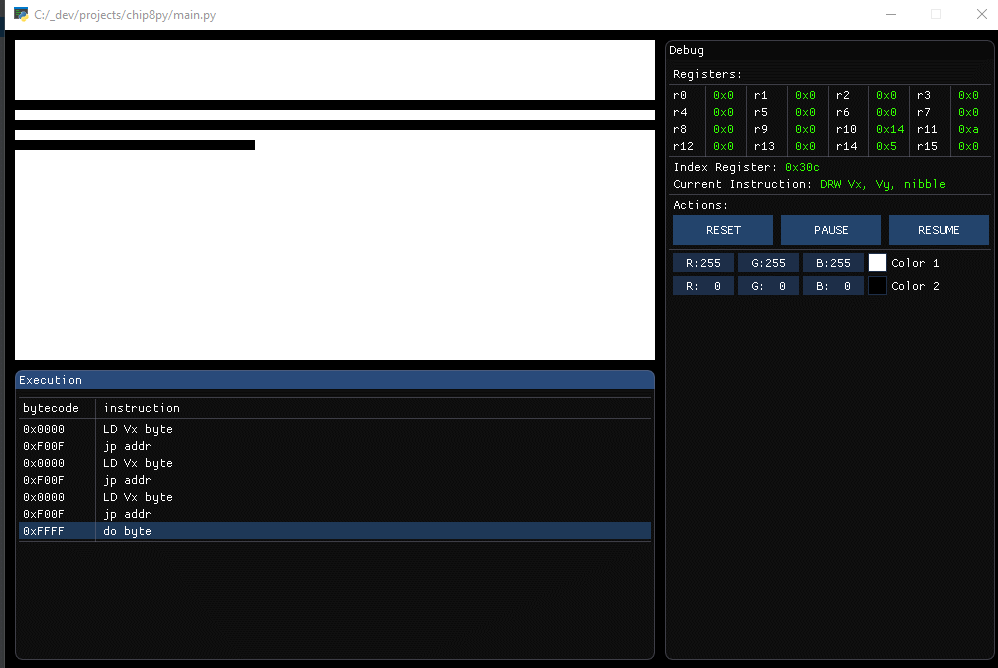 C:/_dev/projects/chip8py/main.py
Debug
Registers:
r0 0x0 r1 0x0 r2 0x0 r3 0x0
r4 0x0 r5 0x0 r6 0x0 r7 0x0
r8 0x0 r9 0x0 r10 0x14 r11 0xa
r12 0x0 r13 0x0 r14 0x5 r15 0x0
Index Register: 0x30c
Current Instruction: DRW Vx, Vy, nibble
Actions:
RESET PAUSE RESUME
R:255 G:255 B:255 Color 1
R: 0 G: 0 B: 0 Color 2
Execution
bytecode instruction
0x0000 LD Vx byte
0xF00F jp addr
0x0000 LD Vx byte
0xF00F jp addr
0x0000 LD Vx byte
0xF00F jp addr
0xFFFF do byte